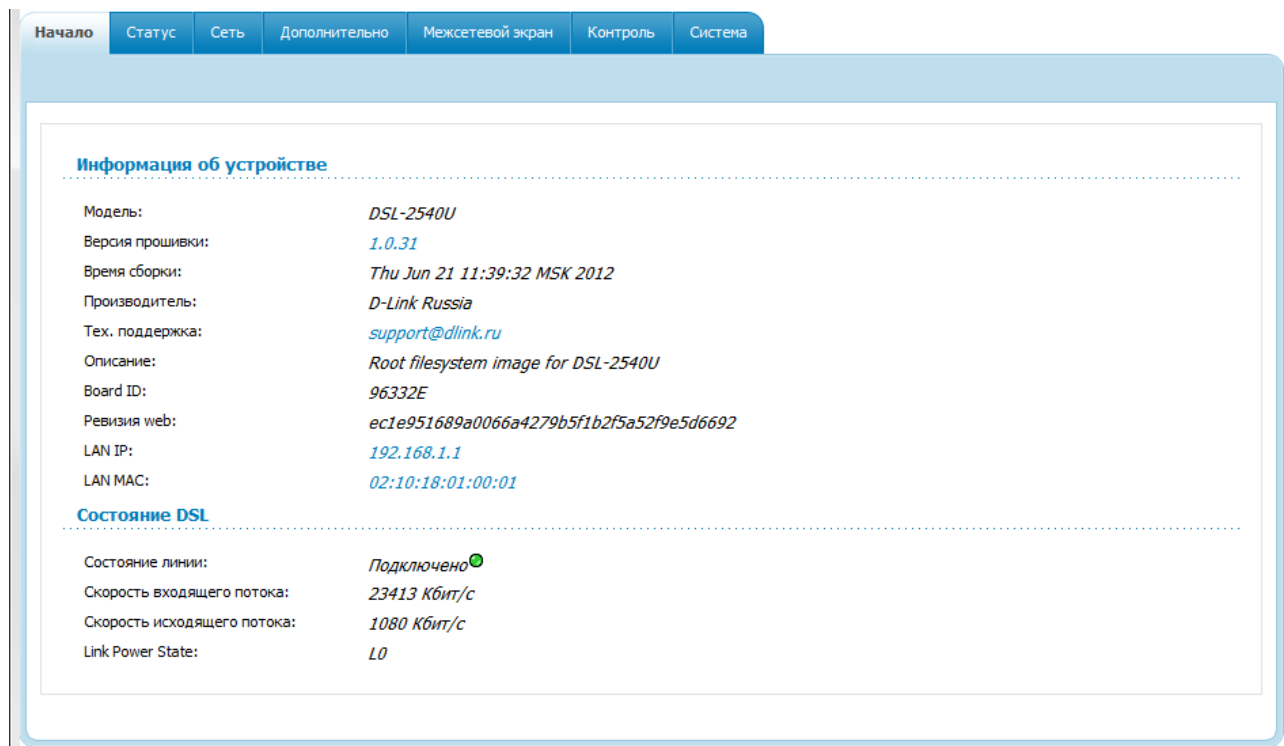 Начало Статус Сеть Дополнительно Межсетевой экран Контроль Система
Информация об устройстве
Модель: DSL-2540U
Версия прошивки: 1.0.31
Время сборки: Thu Jun 21 11:39:32 MSK 2012
Производитель: D-Link Russia
Тех. поддержка: support@dlink.ru
Описание: Root filesystem image for DSL-2540U
Board ID: 96332E
Ревизия web: ec1e951689a0066a4279b5f1b2f5a52f9e5d6692
LAN IP: 192.168.1.1
LAN MAC: 02:10:18:01:00:01
Состояние DSL
Состояние линии: Подключено
Скорость входящего потока: 23413 Кбит/с
Скорость исходящего потока: 1080 Кбит/с
Link Power State: L0